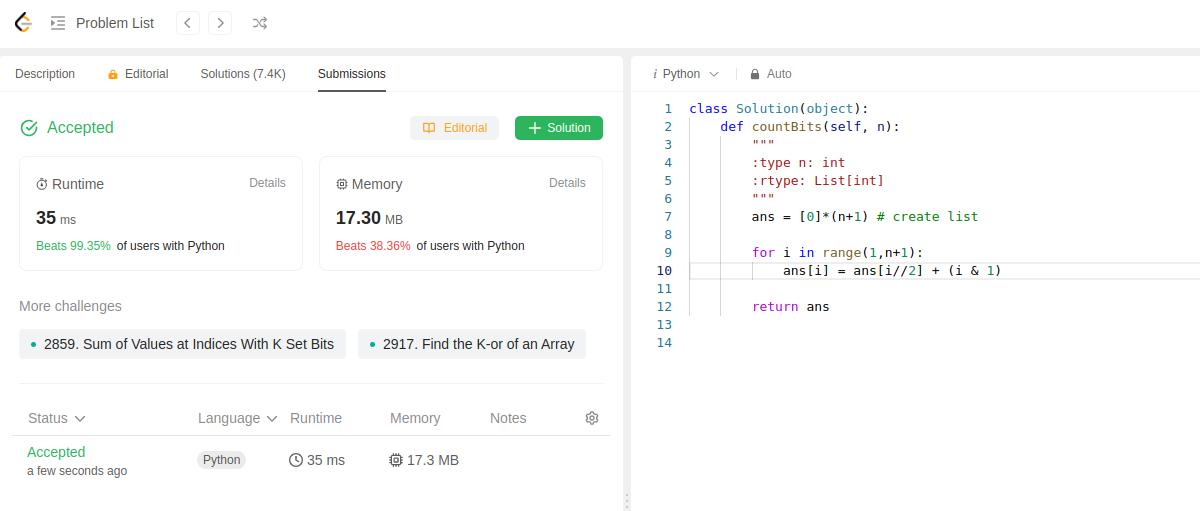 Problem List
Description Editorial Solutions (7.4K) Submissions
Accepted Editorial Solution
Runtime Details
35 ms
Beats 99.35% of users with Python
Memory Details
17.30 MB
Beats 38.36% of users with Python
More challenges
2859. Sum of Values at Indices With K Set Bits
2917. Find the K-or of an Array
Status Language Runtime Memory Notes
Accepted Python 35 ms 17.3 MB
a few seconds ago
i Python Auto
1 class Solution(object):
2     def countBits(self, n):
3         """
4         :type n: int
5         :rtype: List[int]
6         """
7         ans = [0]*(n+1) # create list
8
9         for i in range(1,n+1):
10             ans[i] = ans[i//2] + (i & 1)
11
12         return ans
13
14